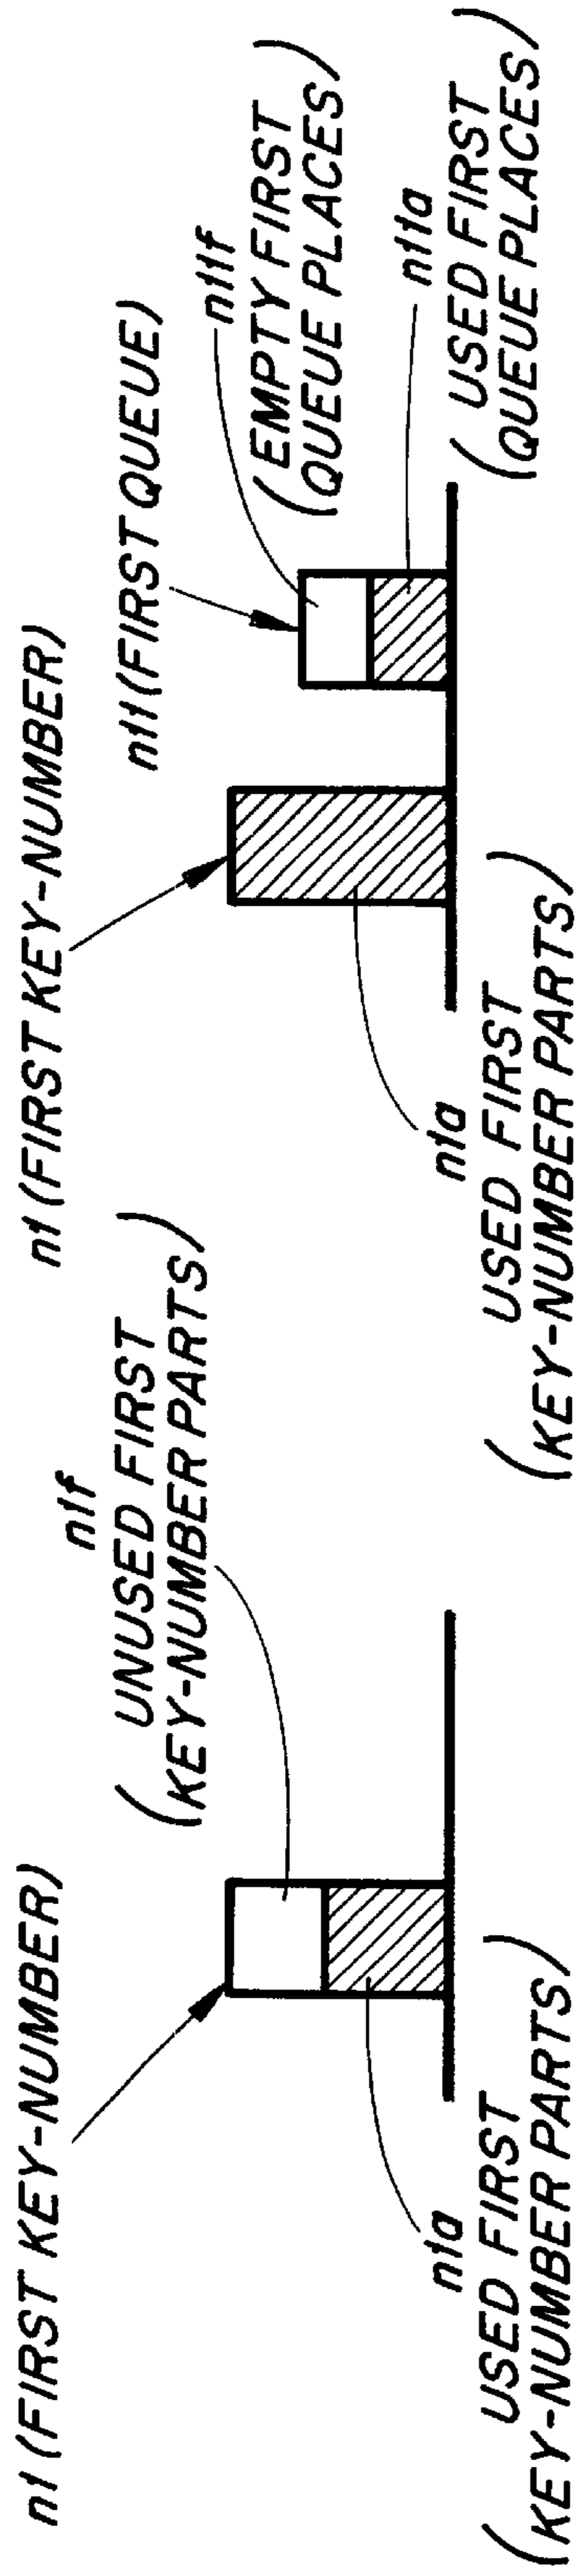 n1 (FIRST KEY-NUMBER)
n1f
( UNUSED FIRST
KEY-NUMBER PARTS )
n1a
( USED FIRST
KEY-NUMBER PARTS )
n1 (FIRST KEY-NUMBER)
n11 (FIRST QUEUE)
n11f
( EMPTY FIRST
QUEUE PLACES )
n11a
( USED FIRST
QUEUE PLACES )
n1a
( USED FIRST
KEY-NUMBER PARTS )